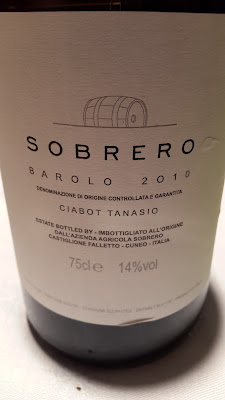 SOBRERO
BAROLO 2010
DENOMINAZIONE DI ORIGINE CONTROLLATA E GARANTITA
CIABOT TANASIO
ESTATE BOTTLED BY - IMBOTTIGLIATO ALL'ORIGINE
DALL'AZIENDA AGRICOLA SOBRERO
CASTIGLIONE FALLETTO - CUNEO - ITALIA
75cl e 14%vol